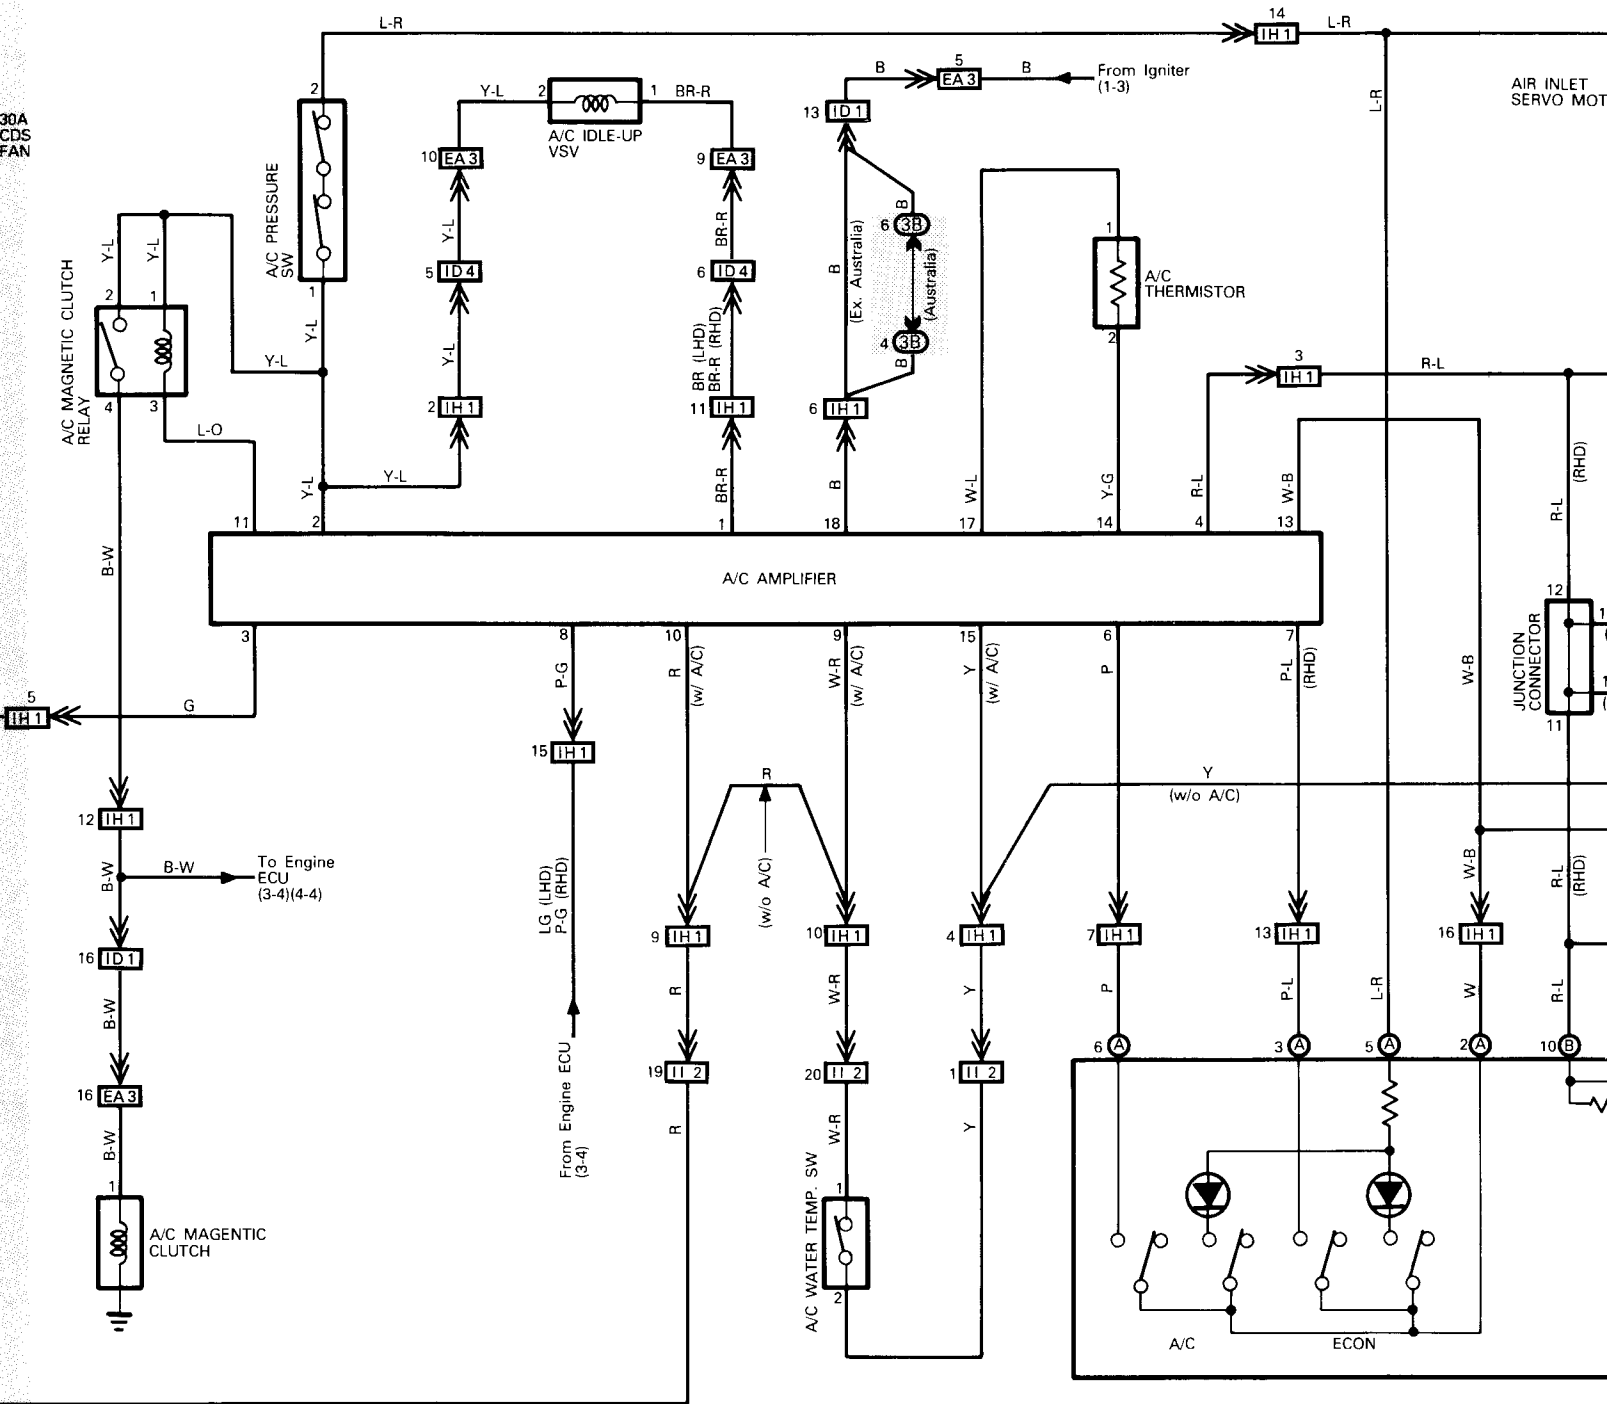 L-R
14
IH1
L-R
AIR INLET
SERVO MOT
30A
CDS
FAN
2
A/C PRESSURE
SW
1
Y-L
Y-L
2
1
BR-R
A/C IDLE-UP
VSV
10 EA3
9 EA3
Y-L
BR-R
5 ID4
6 ID4
Y-L
BR (LHD)
BR-R (RHD)
2 IH1
11 IH1
Y-L
BR-R
B
5
EA3
B
From Igniter
(1-3)
13 ID1
B
(Ex. Australia)
B
6 3B
(Australia)
4 3B
B
6 IH1
B
L-R
1
A/C
THERMISTOR
2
W-L
Y-G
3
IH1
R-L
R-L
W-B
R-L
(RHD)
Y-L
Y-L
2
1
A/C MAGNETIC CLUTCH
RELAY
4
3
Y-L
L-O
Y-L
B-W
11
2
1
18
17
14
4
13
A/C AMPLIFIER
3
8
10
9
15
6
7
5
IH1
G
P-G
R
(w/ A/C)
W-R
(w/ A/C)
Y
(w/ A/C)
P
P-L
(RHD)
W-B
12
JUNCTION
CONNECTOR
11
1
(
1
(
15 IH1
R
(w/o A/C)
Y
(w/o A/C)
12 IH1
B-W
B-W
To Engine
ECU
(3-4)(4-4)
LG (LHD)
P-G (RHD)
W-B
R-L
(RHD)
9 IH1
10 IH1
4 IH1
7 IH1
13 IH1
16 IH1
16 ID1
B-W
R
W-R
Y
P
P-L
L-R
W
R-L
From Engine ECU
(3-4)
6 A
3 A
5 A
2 A
10 B
19 II2
20 II2
1 II2
16 EA3
B-W
R
W-R
Y
1
A/C MAGENTIC
CLUTCH
A/C WATER TEMP. SW
1
2
A/C
ECON